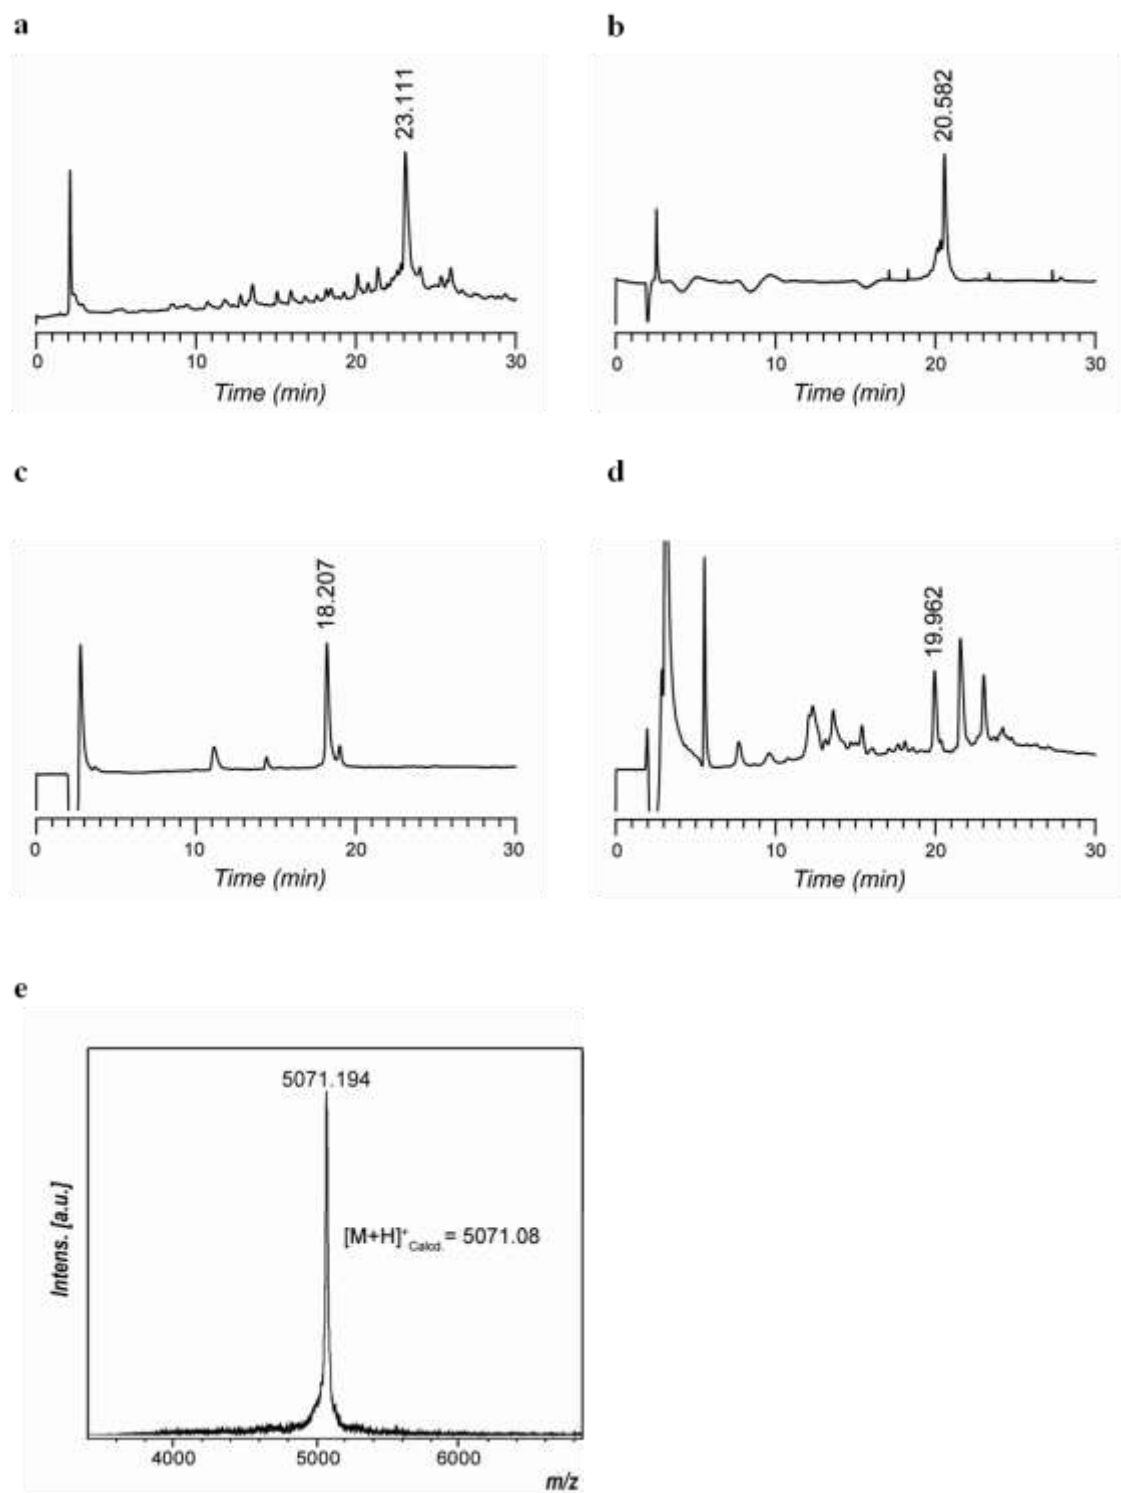 a
23.111
0 10 20 30
Time (min)
b
20.582
0 10 20 30
Time (min)
c
18.207
0 10 20 30
Time (min)
d
19.962
0 10 20 30
Time (min)
e
5071.194
[M+H]+Calcd.= 5071.08
Intens. [a.u.]
4000 5000 6000
m/z